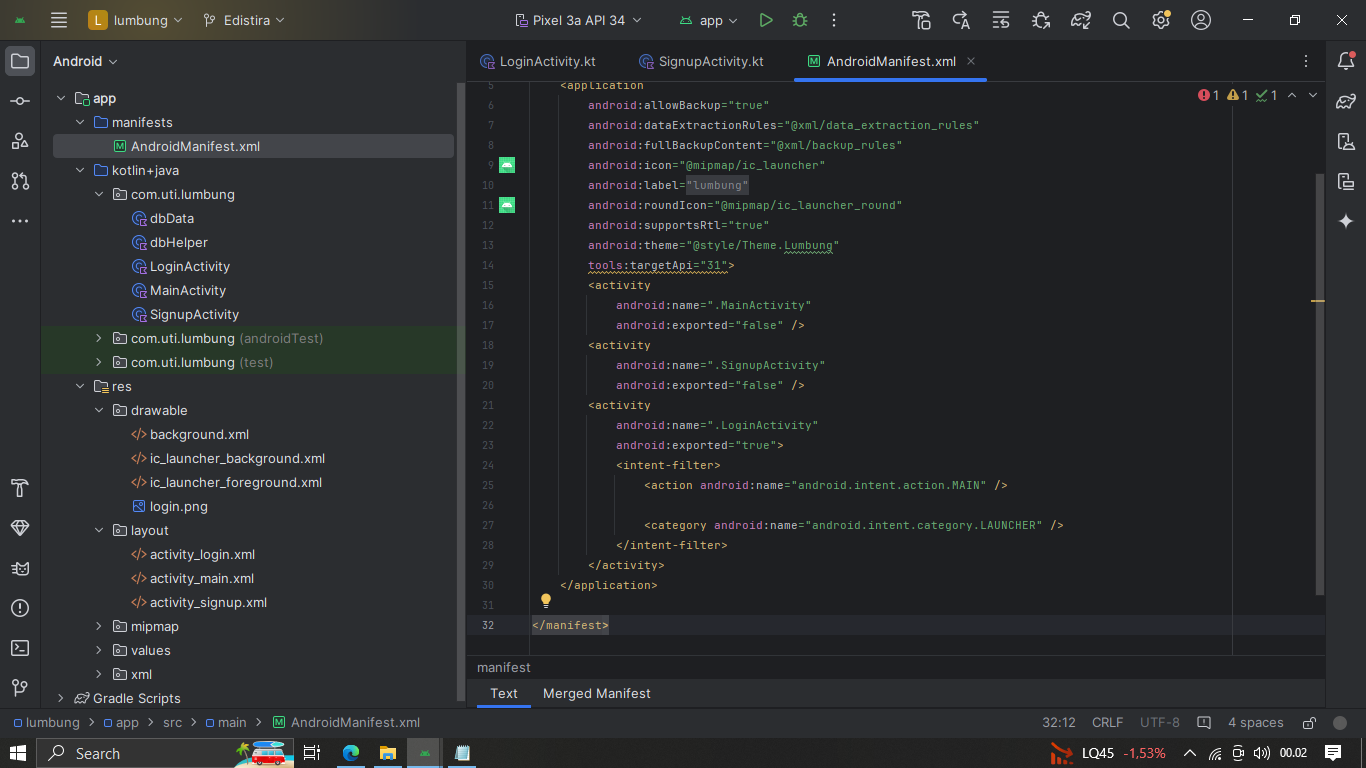 L lumbung Edistira Pixel 3a API 34 app
Android
LoginActivity.kt SignupActivity.kt AndroidManifest.xml
app
manifests
AndroidManifest.xml
kotlin+java
com.uti.lumbung
dbData
dbHelper
LoginActivity
MainActivity
SignupActivity
com.uti.lumbung (androidTest)
com.uti.lumbung (test)
res
drawable
background.xml
ic_launcher_background.xml
ic_launcher_foreground.xml
login.png
layout
activity_login.xml
activity_main.xml
activity_signup.xml
mipmap
values
xml
Gradle Scripts
1 1 1
5 <application
6 android:allowBackup="true"
7 android:dataExtractionRules="@xml/data_extraction_rules"
8 android:fullBackupContent="@xml/backup_rules"
9 android:icon="@mipmap/ic_launcher"
10 android:label="lumbung"
11 android:roundIcon="@mipmap/ic_launcher_round"
12 android:supportsRtl="true"
13 android:theme="@style/Theme.Lumbung"
14 tools:targetApi="31">
15 <activity
16 android:name=".MainActivity"
17 android:exported="false" />
18 <activity
19 android:name=".SignupActivity"
20 android:exported="false" />
21 <activity
22 android:name=".LoginActivity"
23 android:exported="true">
24 <intent-filter>
25 <action android:name="android.intent.action.MAIN" />
26
27 <category android:name="android.intent.category.LAUNCHER" />
28 </intent-filter>
29 </activity>
30 </application>
31
32 </manifest>
manifest
Text Merged Manifest
lumbung > app > src > main > AndroidManifest.xml 32:12 CRLF UTF-8 4 spaces
Search LQ45 -1,53% 00.02